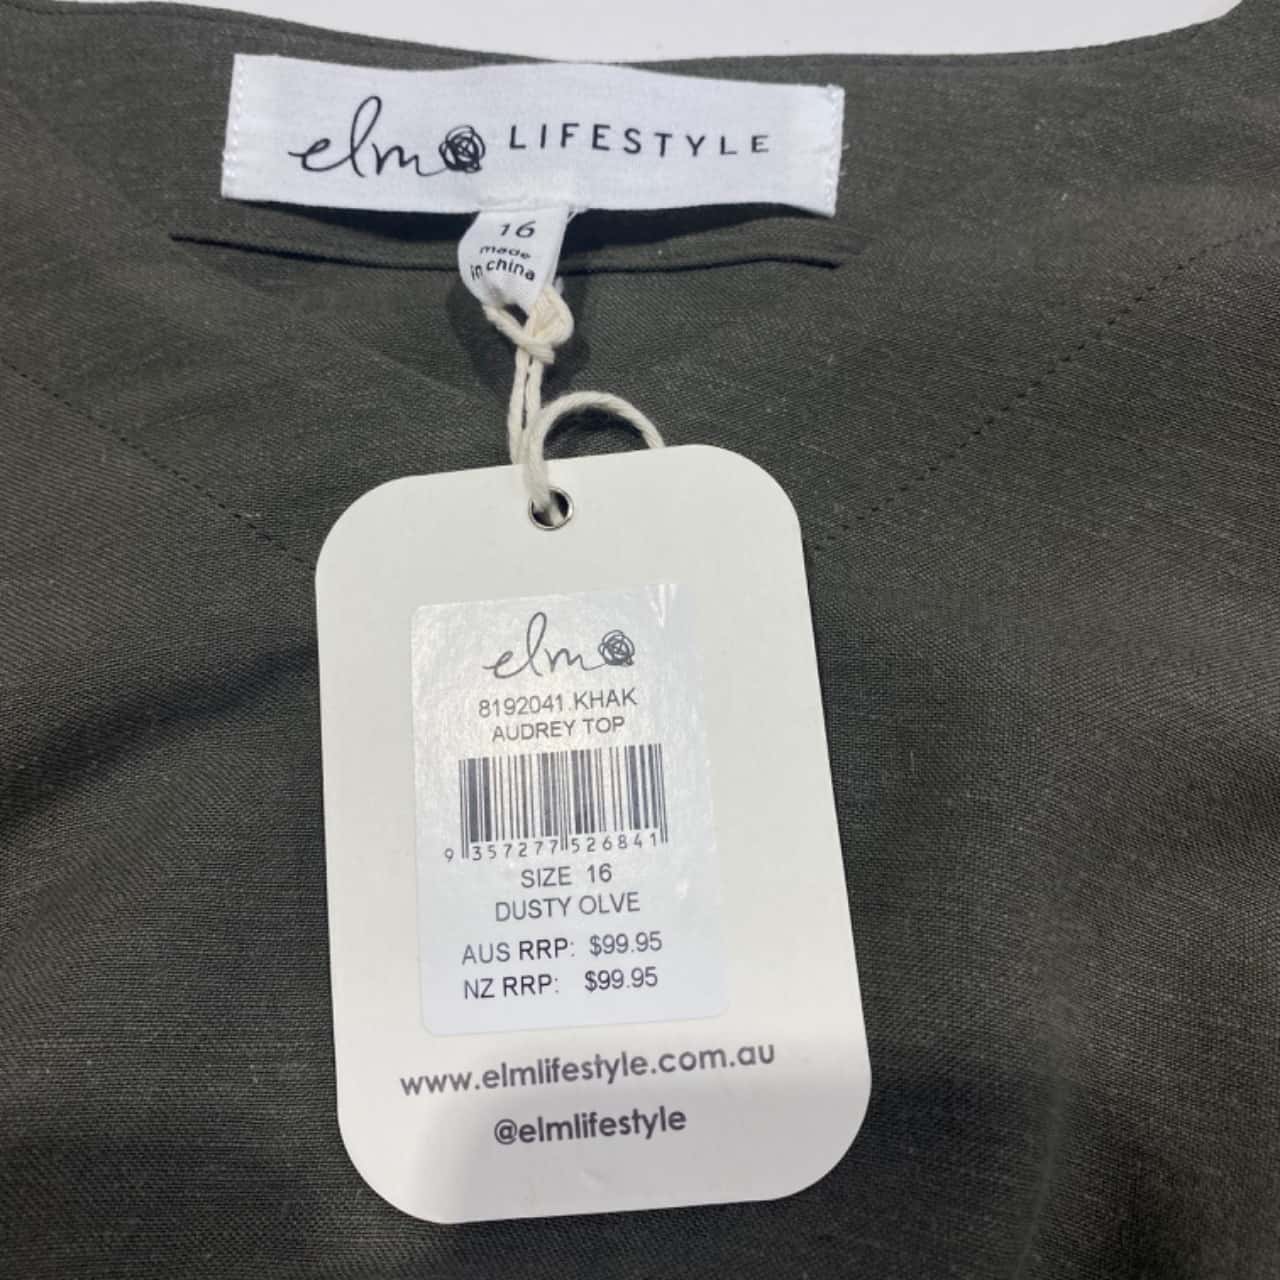 elm LIFESTYLE
16
made
in china
elm
8192041.KHAK
AUDREY TOP
9 357277 526841
SIZE 16
DUSTY OLVE
AUS RRP: $99.95
NZ RRP: $99.95
www.elmlifestyle.com.au
@elmlifestyle